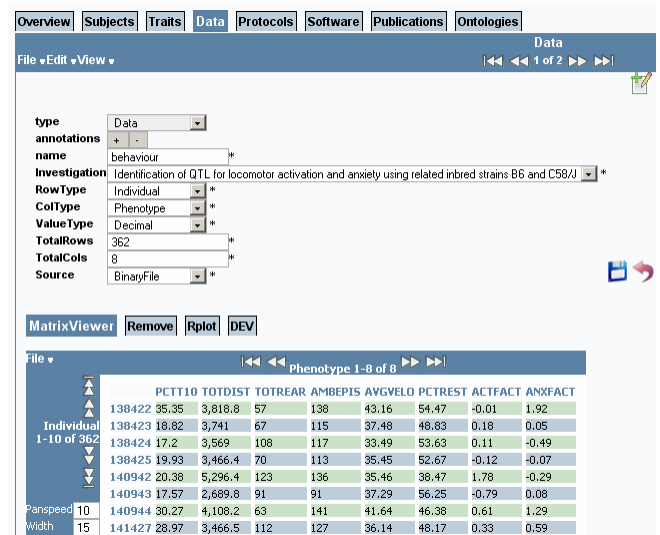 Overview Subjects Traits Data Protocols Software Publications Ontologies
Data
File Edit View 1 of 2
type Data
annotations + -
name behaviour *
Investigation Identification of QTL for locomotor activation and anxiety using related inbred strains B6 and C58/J *
RowType Individual *
ColType Phenotype *
ValueType Decimal *
TotalRows 362 *
TotalCols 8 *
Source BinaryFile *
MatrixViewer Remove Rplot DEV
File Phenotype 1-8 of 8
PCTT10 TOTDIST TOTREAR AMBEPIS AVGVELO PCTREST ACTFACT ANXFACT
138422 35.35 3,818.8 57 138 43.16 54.47 -0.01 1.92
Individual 138423 18.82 3,741 67 115 37.48 48.83 0.18 0.05
1-10 of 362 138424 17.2 3,569 108 117 33.49 53.63 0.11 -0.49
138425 19.93 3,466.4 70 113 35.45 52.67 -0.12 -0.07
140942 20.38 5,296.4 123 136 35.46 38.47 1.78 -0.29
140943 17.57 2,689.8 91 91 37.29 56.25 -0.79 0.08
Panspeed 10 140944 30.27 4,108.2 63 141 41.64 46.38 0.61 1.29
Width 15 141427 28.97 3,466.5 112 127 36.14 48.17 0.33 0.59